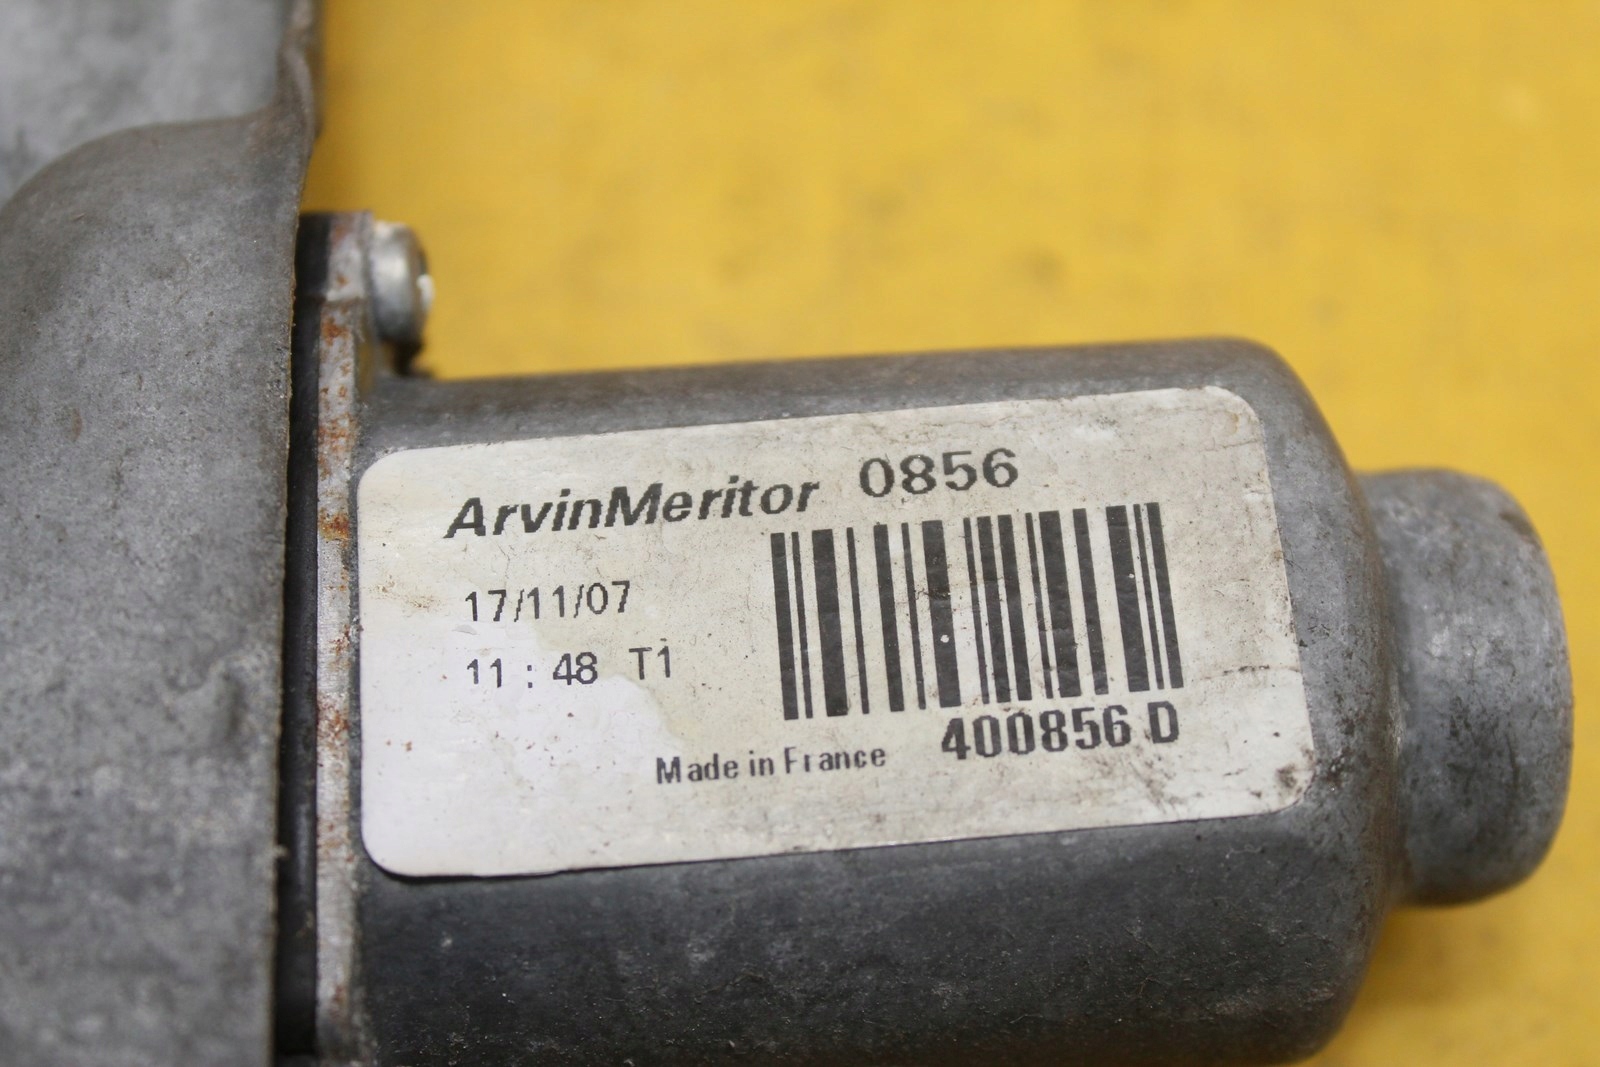 ArvinMeritor 0856
17/11/07
11 : 48 T1
400856 D
Made in France